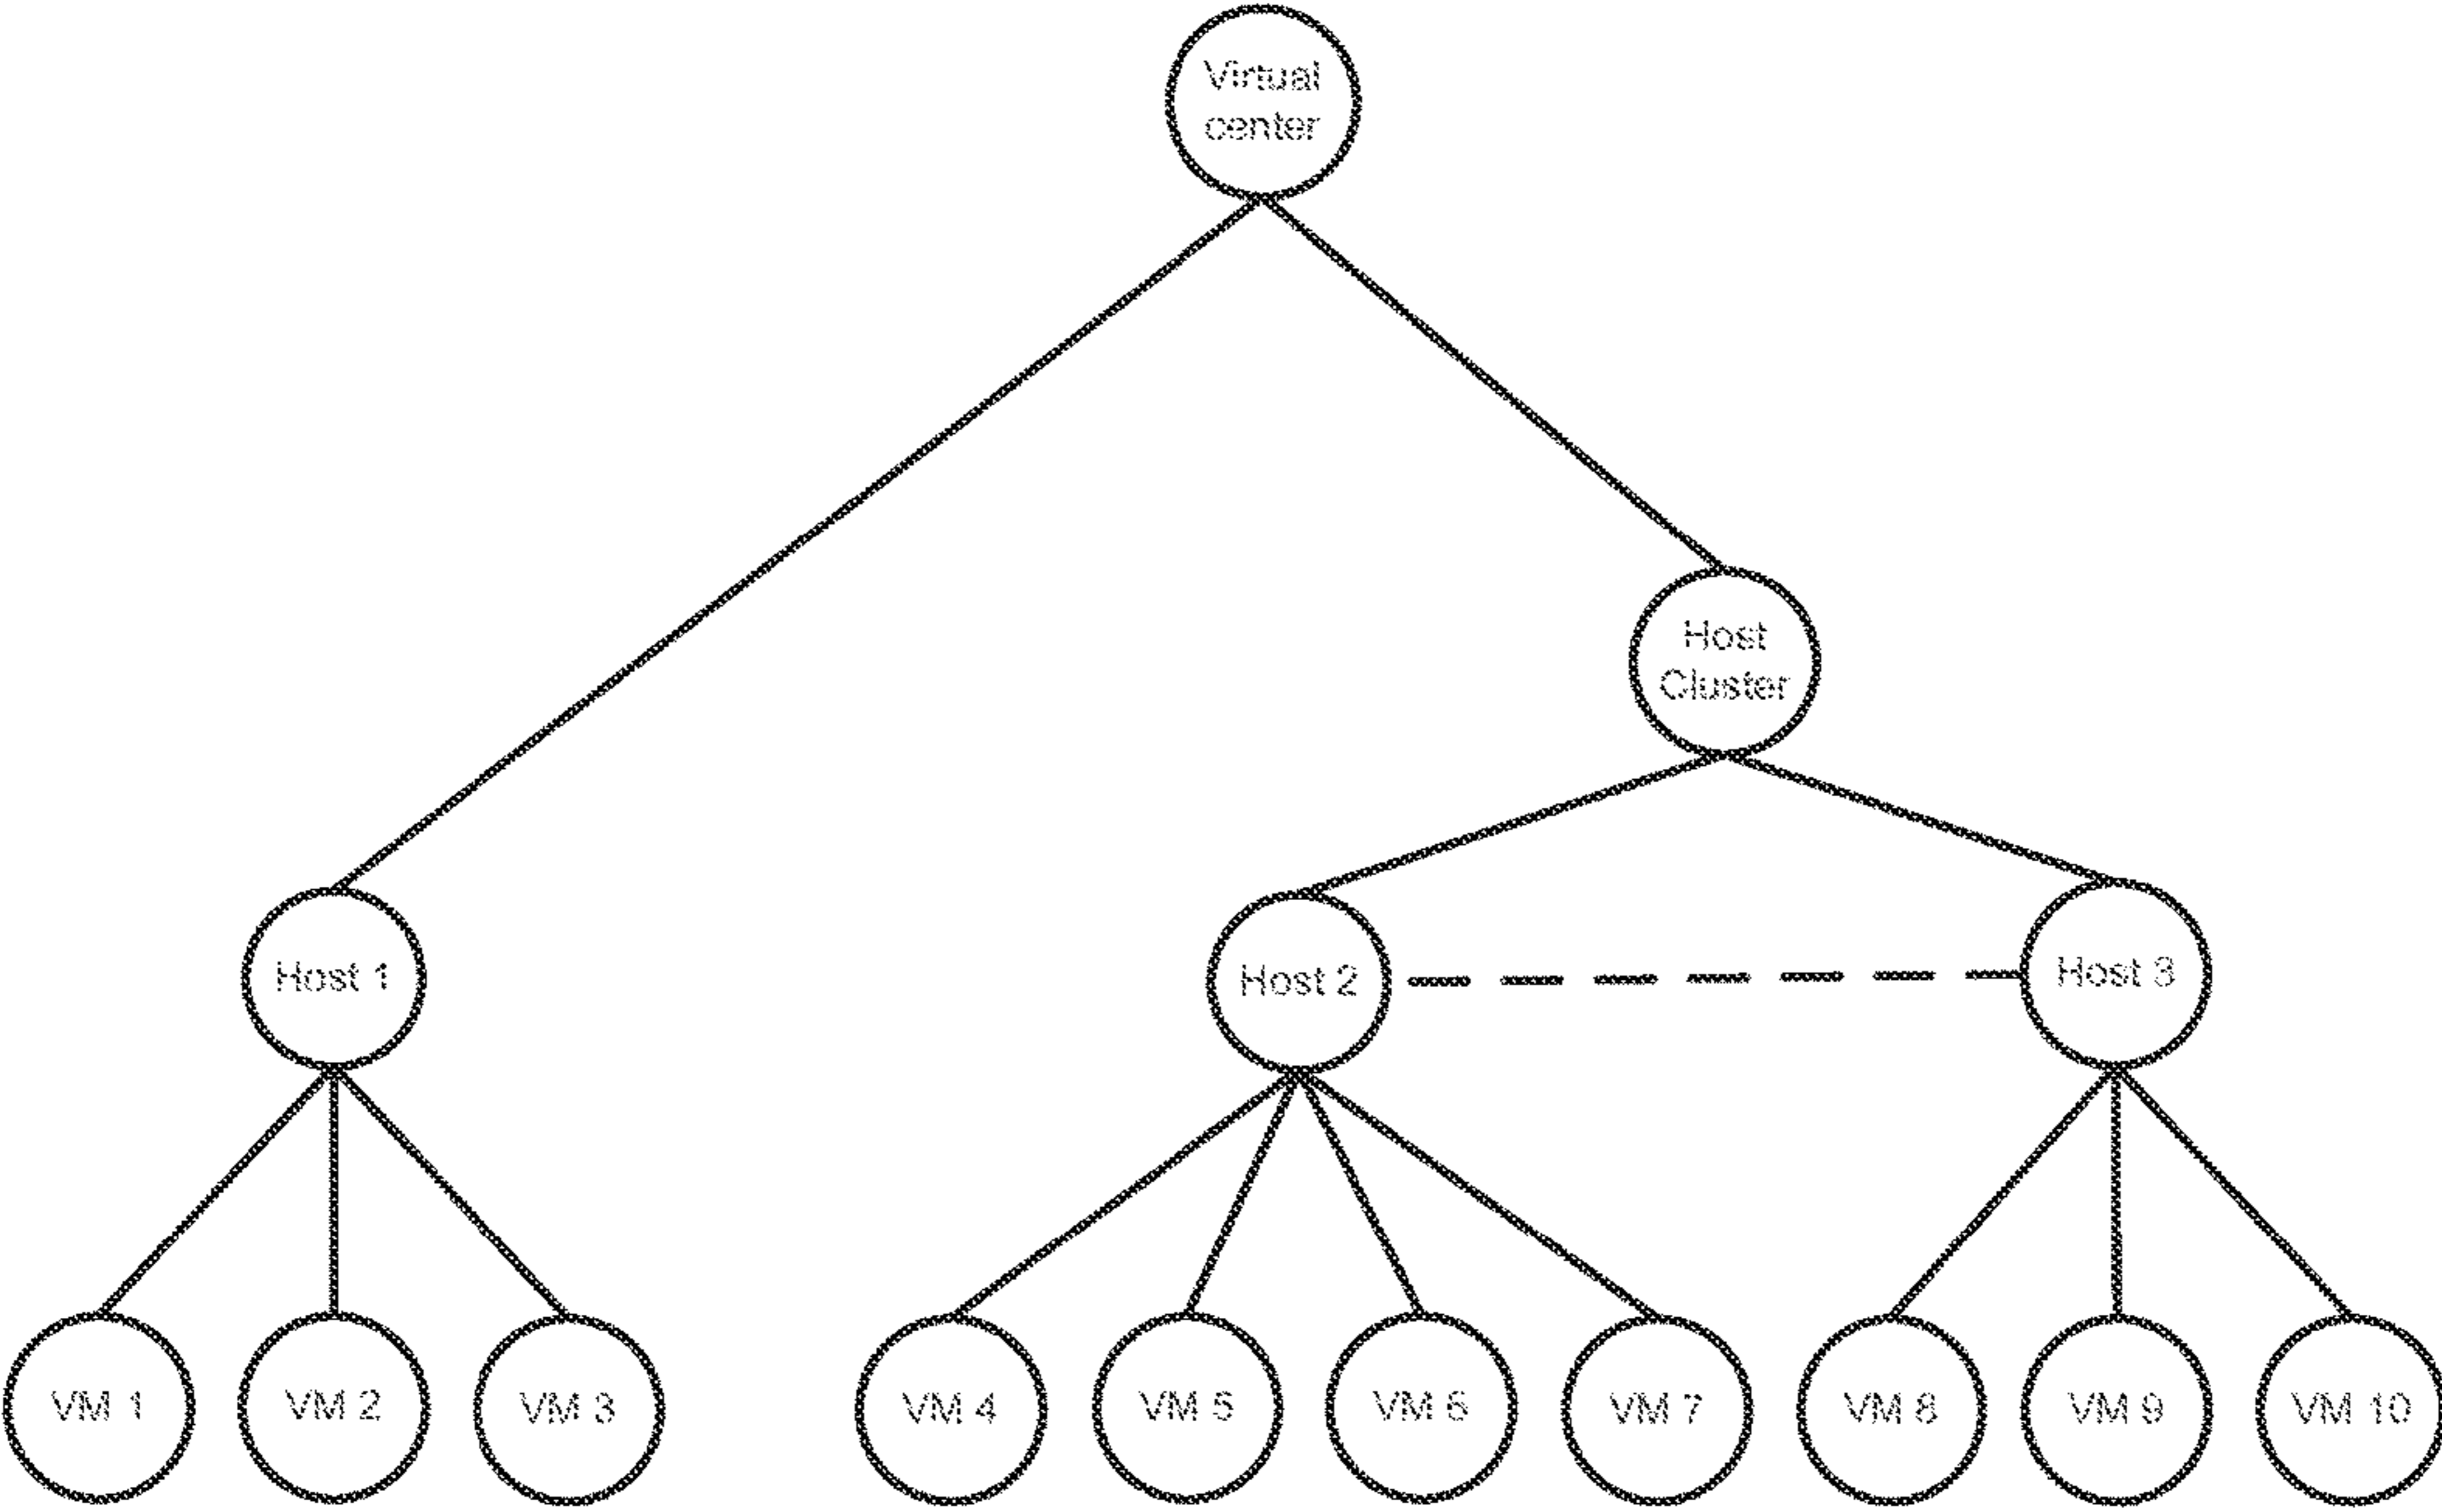 Virtual
center
Host
Cluster
Host 1
Host 2
Host 3
VM 1
VM 2
VM 3
VM 4
VM 5
VM 6
VM 7
VM 8
VM 9
VM 10